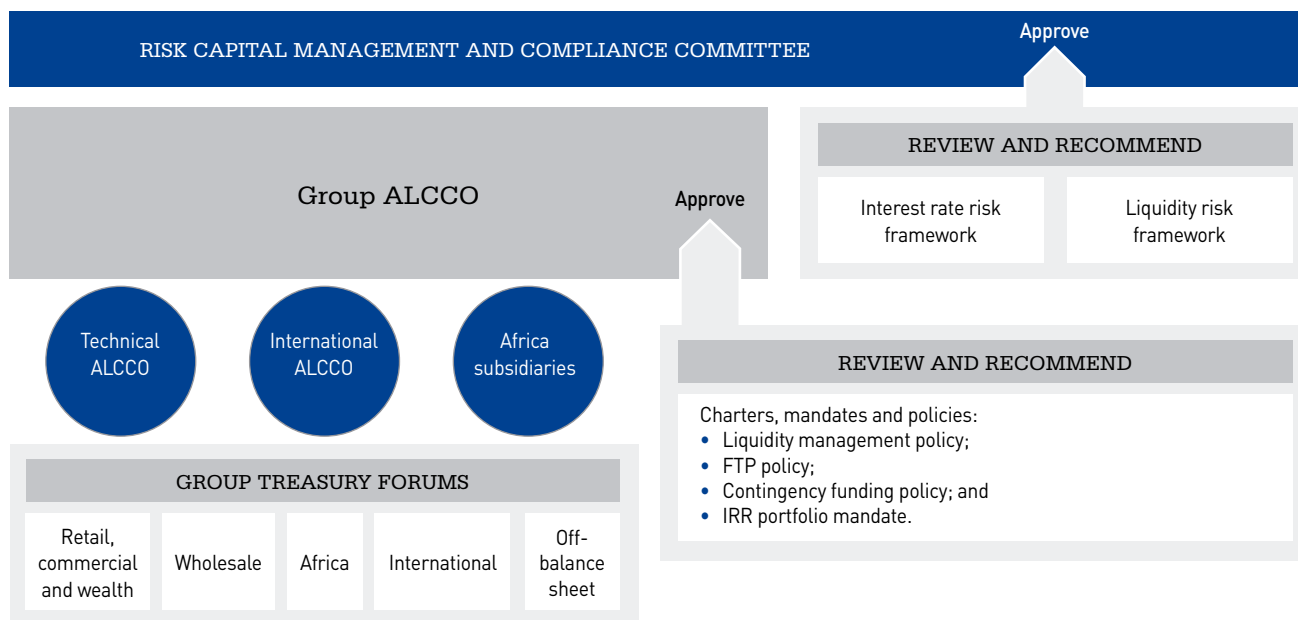 RISK CAPITAL MANAGEMENT AND COMPLIANCE COMMITTEE
Approve
Group ALCCO
Approve
REVIEW AND RECOMMEND
Interest rate risk
framework
Liquidity risk
framework
Technical
ALCCO
International
ALCCO
Africa
subsidiaries
REVIEW AND RECOMMEND
Charters, mandates and policies:
• Liquidity management policy;
• FTP policy;
• Contingency funding policy; and
• IRR portfolio mandate.
GROUP TREASURY FORUMS
Retail,
commercial
and wealth
Wholesale
Africa
International
Off-
balance
sheet